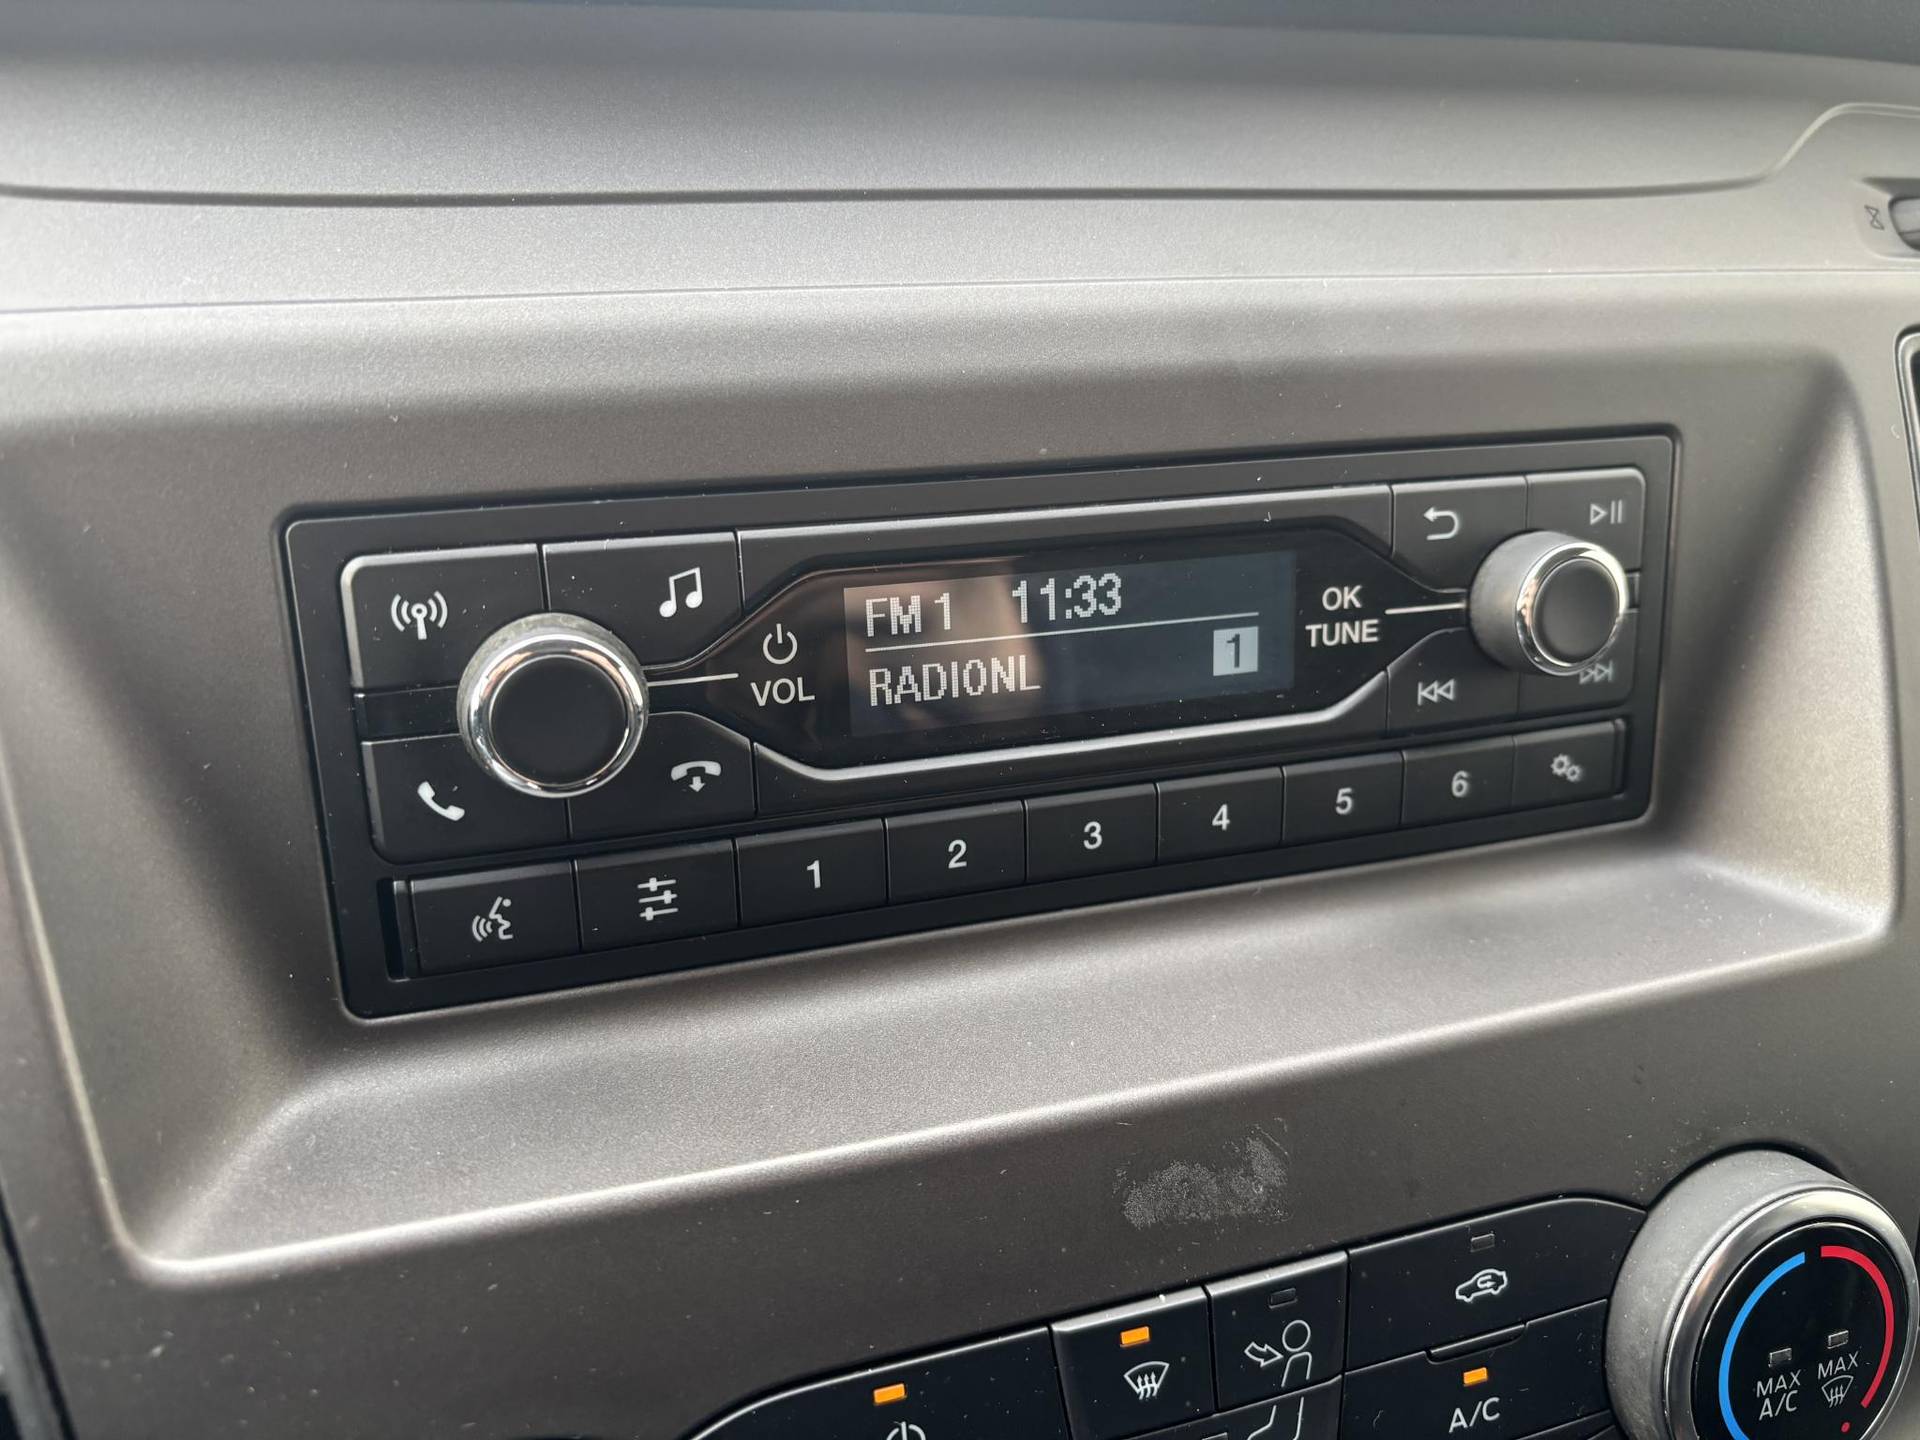 FM 1 11:33
RADIONL 1
VOL
OK
TUNE
1 2 3 4 5 6
A/C
MAX
A/C
MAX